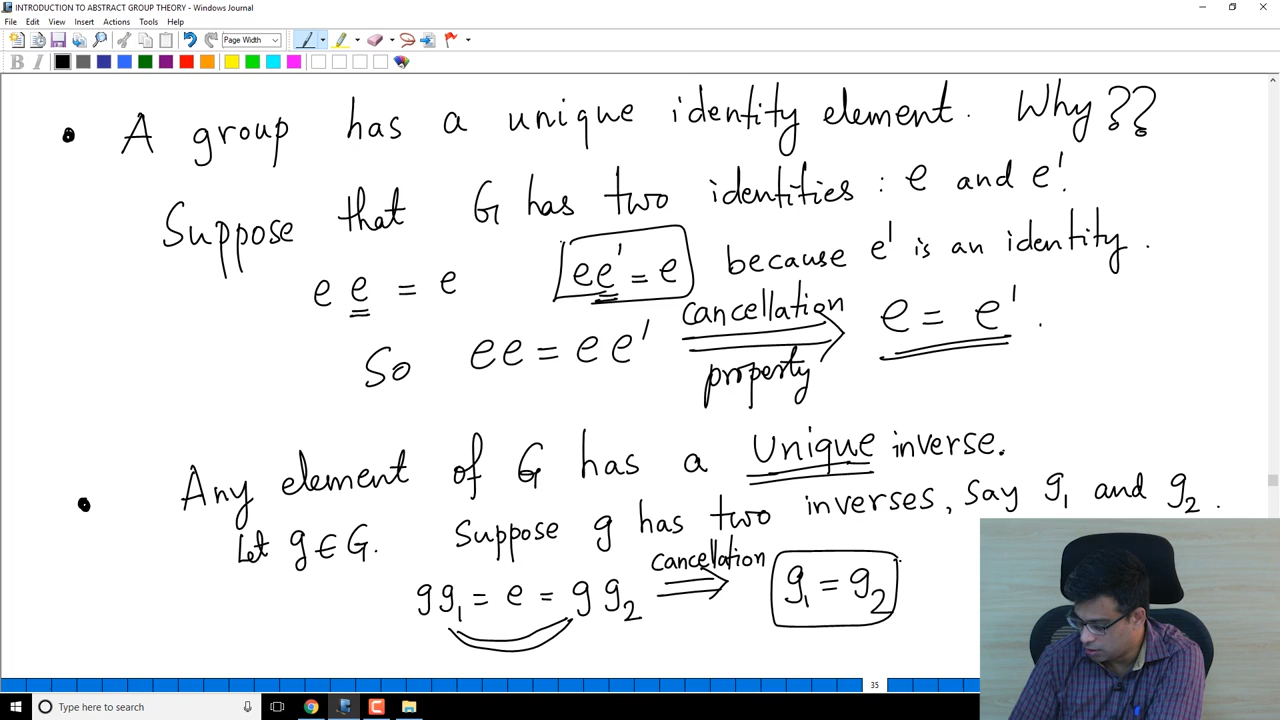 INTRODUCTION TO ABSTRACT GROUP THEORY - Windows Journal
File Edit View Insert Actions Tools Help
Page Width
B I
• A group has a unique identity element. Why??
Suppose that G has two identities : e and e'.
e e = e ee' = e because e' is an identity.
So ee = ee' cancellation property ⟹ e = e'.
• Any element of G has a unique inverse.
Let g ∈ G. Suppose g has two inverses, say g₁ and g₂.
gg₁ = e = gg₂ cancellation ⟹ g₁ = g₂
35
Type here to search